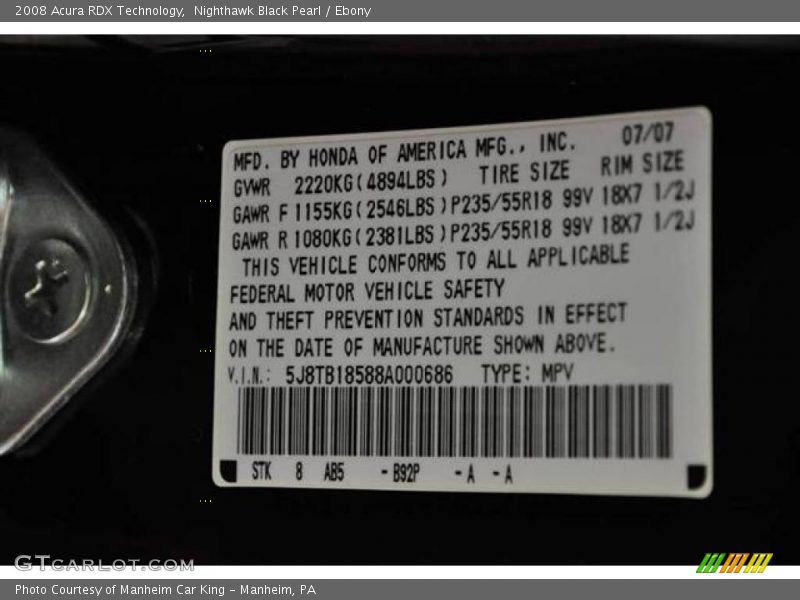 2008 Acura RDX Technology,  Nighthawk Black Pearl / Ebony
MFD. BY HONDA OF AMERICA MFG., INC. 07/07
GVWR 2220KG(4894LBS) TIRE SIZE RIM SIZE
GAWR F 1155KG(2546LBS)P235/55R18 99V 18X7 1/2J
GAWR R 1080KG(2381LBS)P235/55R18 99V 18X7 1/2J
THIS VEHICLE CONFORMS TO ALL APPLICABLE
FEDERAL MOTOR VEHICLE SAFETY
AND THEFT PREVENTION STANDARDS IN EFFECT
ON THE DATE OF MANUFACTURE SHOWN ABOVE.
V.I.N.: 5J8TB18588A000686 TYPE: MPV
STK 8 AB5 -B92P -A -A
GTCARLOT.COM
Photo Courtesy of Manheim Car King - Manheim, PA